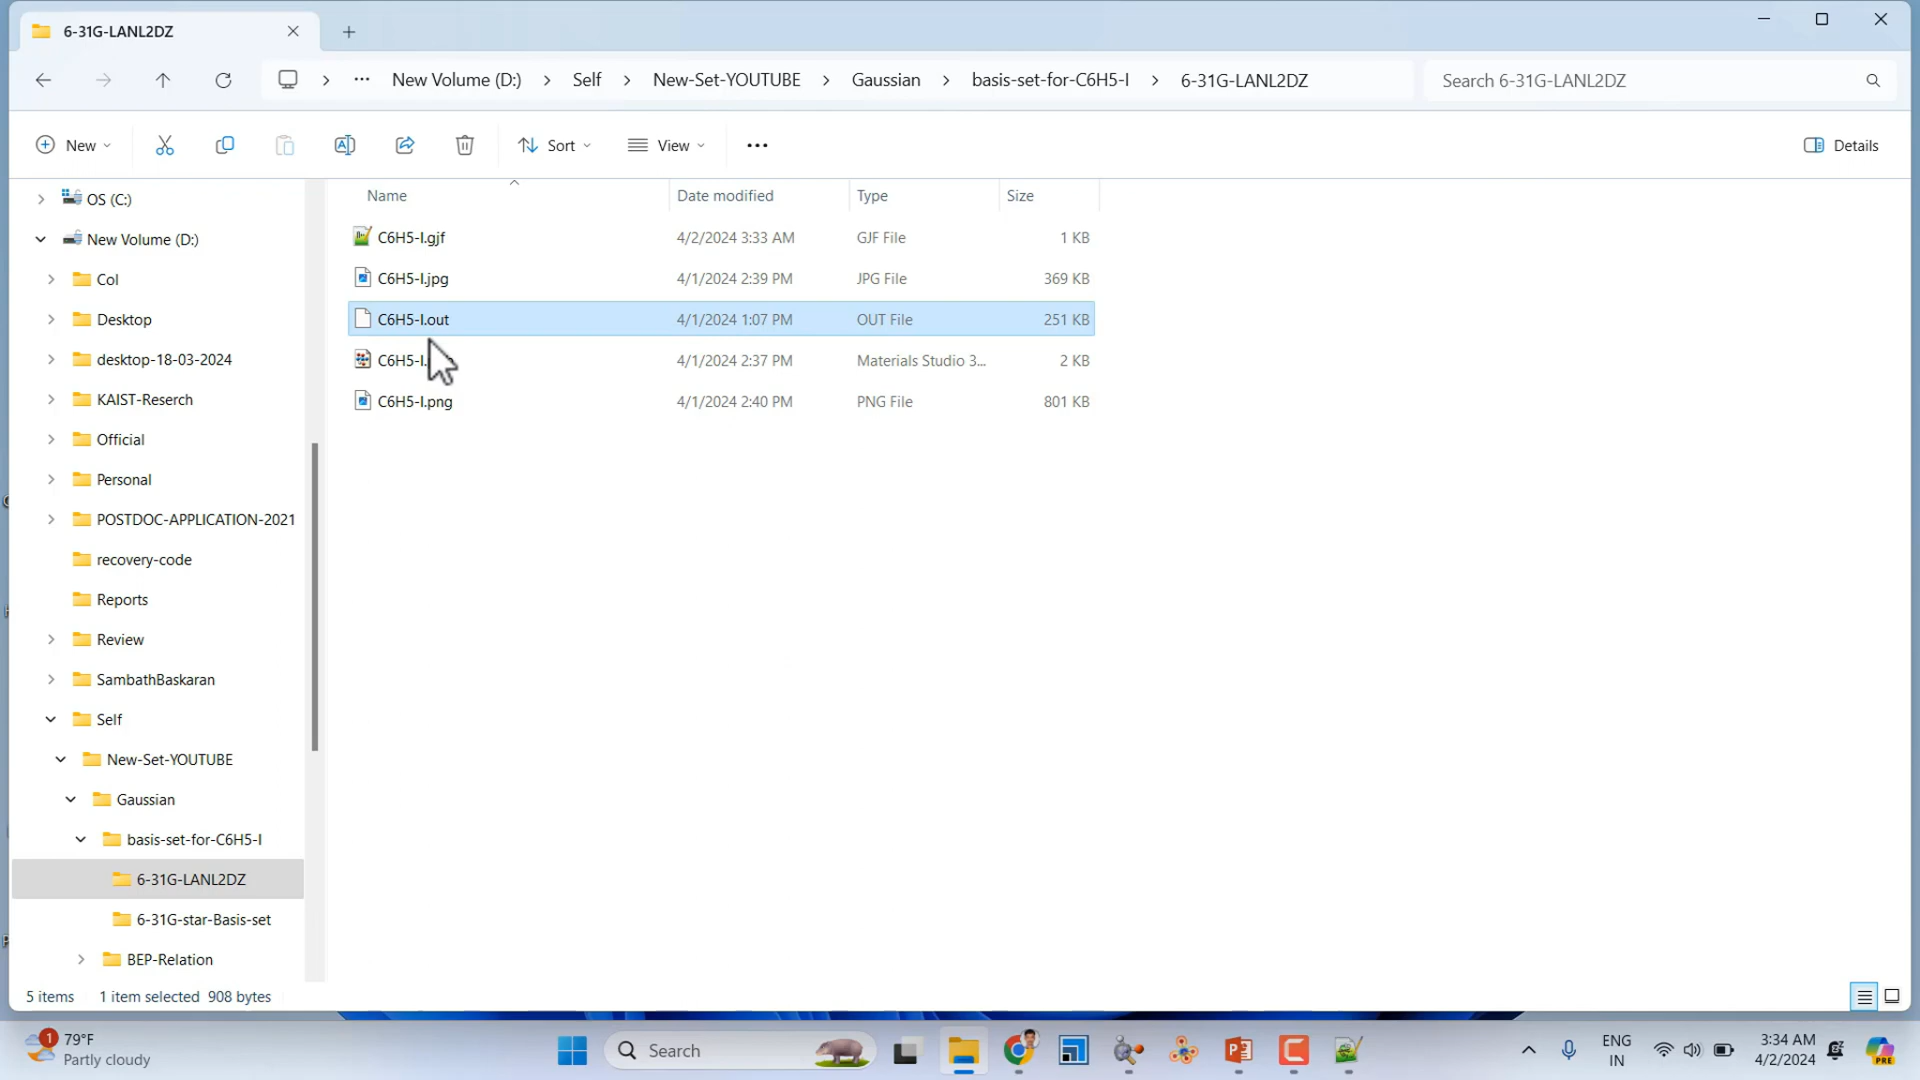 6-31G-LANL2DZ
New Volume (D:) Self New-Set-YOUTUBE Gaussian basis-set-for-C6H5-I 6-31G-LANL2DZ Search 6-31G-LANL2DZ
New Sort View Details
Name Date modified Type Size
C6H5-I.gjf 4/2/2024 3:33 AM GJF File 1 KB
C6H5-I.jpg 4/1/2024 2:39 PM JPG File 369 KB
C6H5-I.out 4/1/2024 1:07 PM OUT File 251 KB
C6H5-I. 4/1/2024 2:37 PM Materials Studio 3... 2 KB
C6H5-I.png 4/1/2024 2:40 PM PNG File 801 KB
OS (C:)
New Volume (D:)
Col
Desktop
desktop-18-03-2024
KAIST-Reserch
Official
Personal
POSTDOC-APPLICATION-2021
recovery-code
Reports
Review
SambathBaskaran
Self
New-Set-YOUTUBE
Gaussian
basis-set-for-C6H5-I
6-31G-LANL2DZ
6-31G-star-Basis-set
BEP-Relation
5 items 1 item selected 908 bytes
1
79°F
Partly cloudy
Search
ENG
IN
3:34 AM
4/2/2024
PRE